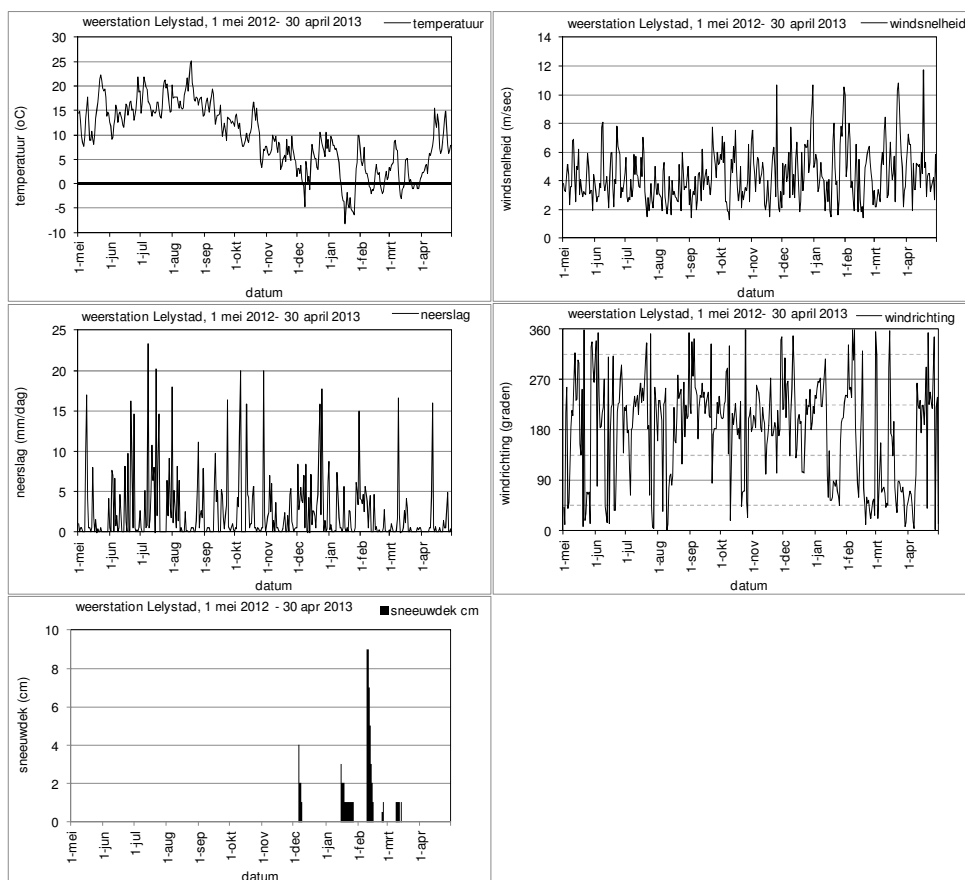 weerstation Lelystad, 1 mei 2012- 30 april 2013
temperatuur
30
25
20
15
10
5
0
-5
-10
temperatuur (oC)
1-mei
1-jun
1-jul
1-aug
1-sep
1-okt
1-nov
1-dec
1-jan
1-feb
1-mrt
1-apr
datum
weerstation Lelystad, 1 mei 2012- 30 april 2013
windsnelheid
14
12
10
8
6
4
2
0
windsnelheid (m/sec)
1-mei
1-jun
1-jul
1-aug
1-sep
1-okt
1-nov
1-dec
1-jan
1-feb
1-mrt
1-apr
datum
weerstation Lelystad, 1 mei 2012- 30 april 2013
neerslag
25
20
15
10
5
0
neerslag (mm/dag)
1-mei
1-jun
1-jul
1-aug
1-sep
1-okt
1-nov
1-dec
1-jan
1-feb
1-mrt
1-apr
datum
weerstation Lelystad, 1 mei 2012- 30 april 2013
windrichting
360
270
180
90
0
windrichting (graden)
1-mei
1-jun
1-jul
1-aug
1-sep
1-okt
1-nov
1-dec
1-jan
1-feb
1-mrt
1-apr
datum
weerstation Lelystad, 1 mei 2012 - 30 apr 2013
sneeuwdek cm
10
8
6
4
2
0
sneeuwdek (cm)
1-mei
1-jun
1-jul
1-aug
1-sep
1-okt
1-nov
1-dec
1-jan
1-feb
1-mrt
1-apr
datum